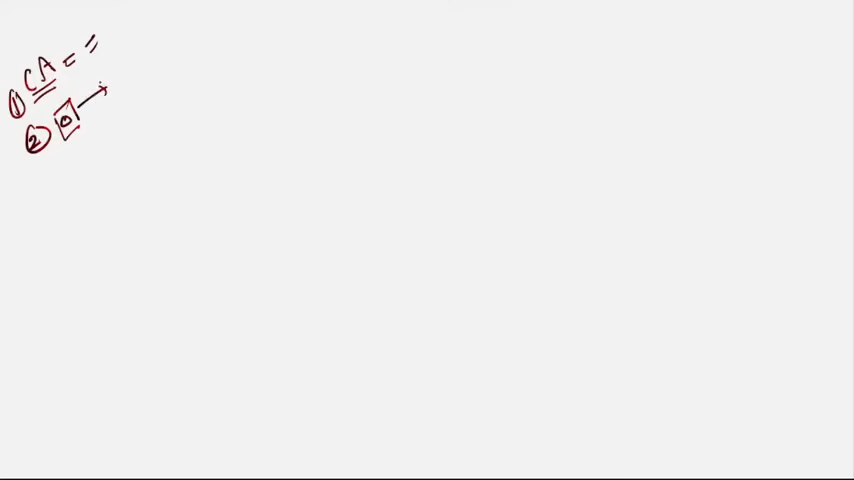 ① CA = =
② 0 →